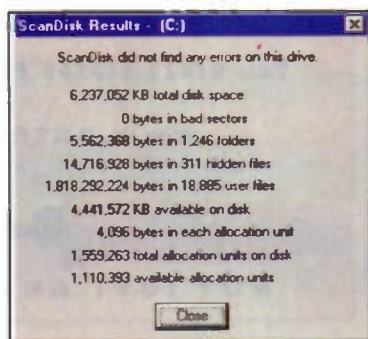 ScanDisk Results - (C:)
ScanDisk did not find any errors on this drive.
6,237,052 KB total disk space
0 bytes in bad sectors
5,562,368 bytes in 1,246 folders
14,716,928 bytes in 311 hidden files
1,818,292,224 bytes in 18,885 user files
4,441,572 KB available on disk
4,096 bytes in each allocation unit
1,559,263 total allocation units on disk
1,110,393 available allocation units
Close